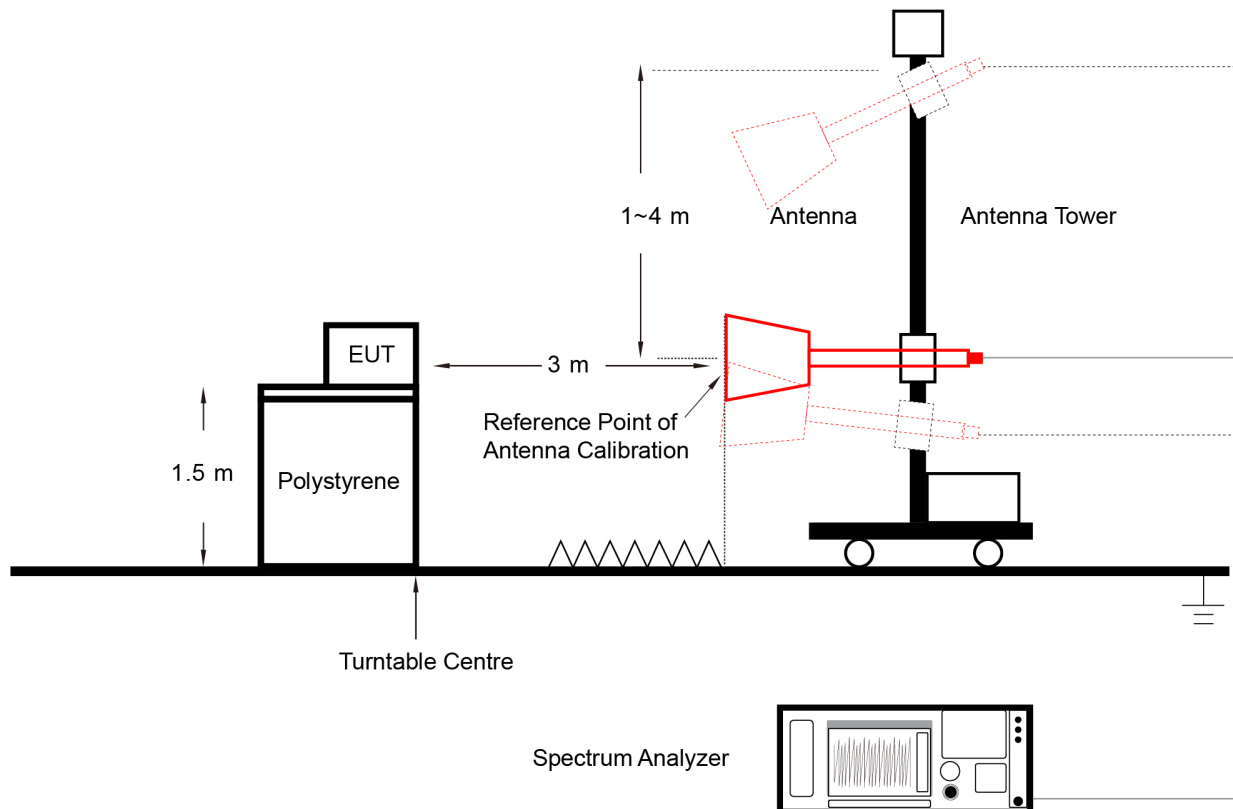 1~4 m
Antenna
Antenna Tower
EUT
3 m
Reference Point of
Antenna Calibration
1.5 m
Polystyrene
Turntable Centre
Spectrum Analyzer